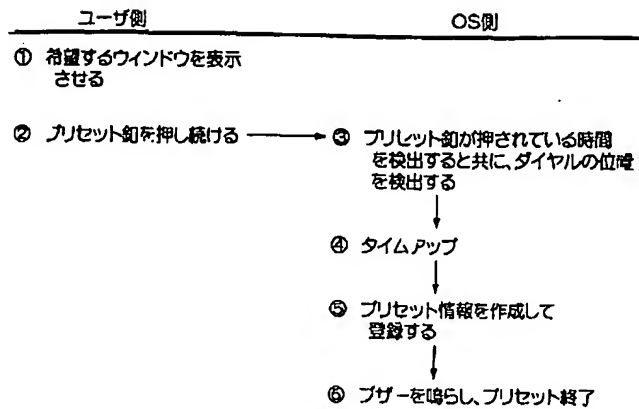 ユーザ側
OS側
① 希望するウィンドウを表示
させる
② プリセット釦を押し続ける
③ プリセット釦が押されている時間
を検出すると共に、ダイヤルの位置
を検出する
④ タイムアップ
⑤ プリセット情報を作成して
登録する
⑥ ブザーを鳴らし、プリセット終了